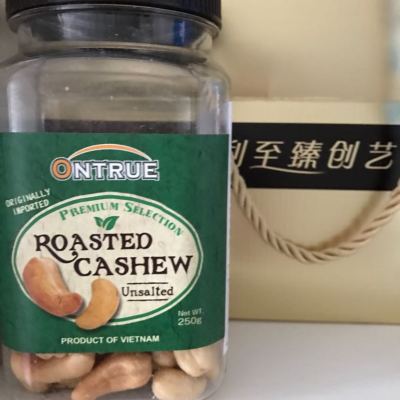 ONTRUE
ORIGINALLY
IMPORTED
PREMIUM SELECTION
ROASTED
CASHEW
Unsalted
Net WT.
250g
PRODUCT OF VIETNAM
至臻创艺